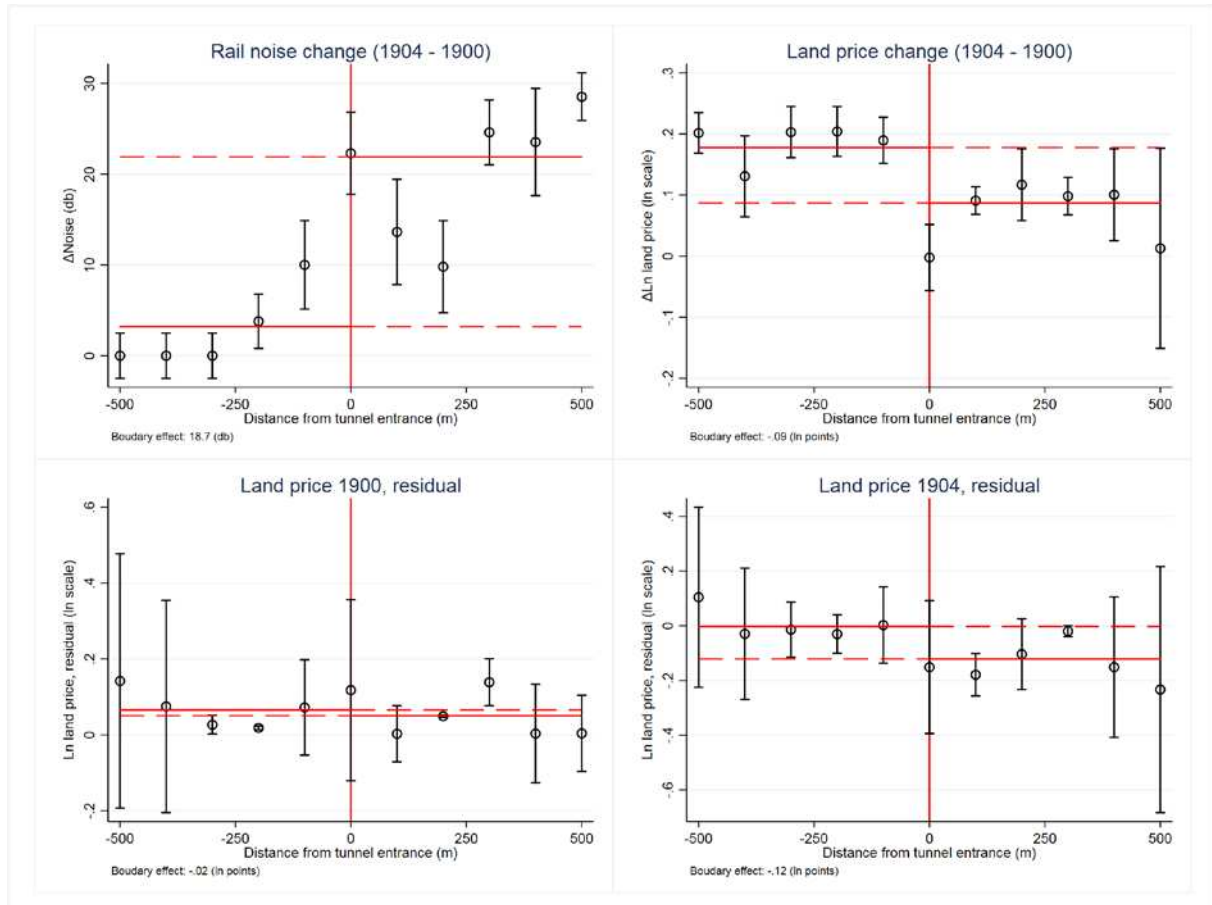 Rail noise change (1904 - 1900)
ΔNoise (db)
30
20
10
0
-500 -250 0 250 500
Distance from tunnel entrance (m)
Boudary effect: 18.7 (db)
Land price change (1904 - 1900)
ΔLn land price (ln scale)
.3
.2
.1
0
-.1
-.2
-500 -250 0 250 500
Distance from tunnel entrance (m)
Boudary effect: -.09 (ln points)
Land price 1900, residual
Ln land price, residual (ln scale)
.6
.4
.2
0
-.2
-500 -250 0 250 500
Distance from tunnel entrance (m)
Boudary effect: -.02 (ln points)
Land price 1904, residual
Ln land price, residual (ln scale)
.4
.2
0
-.2
-.4
-.6
-500 -250 0 250 500
Distance from tunnel entrance (m)
Boudary effect: -.12 (ln points)